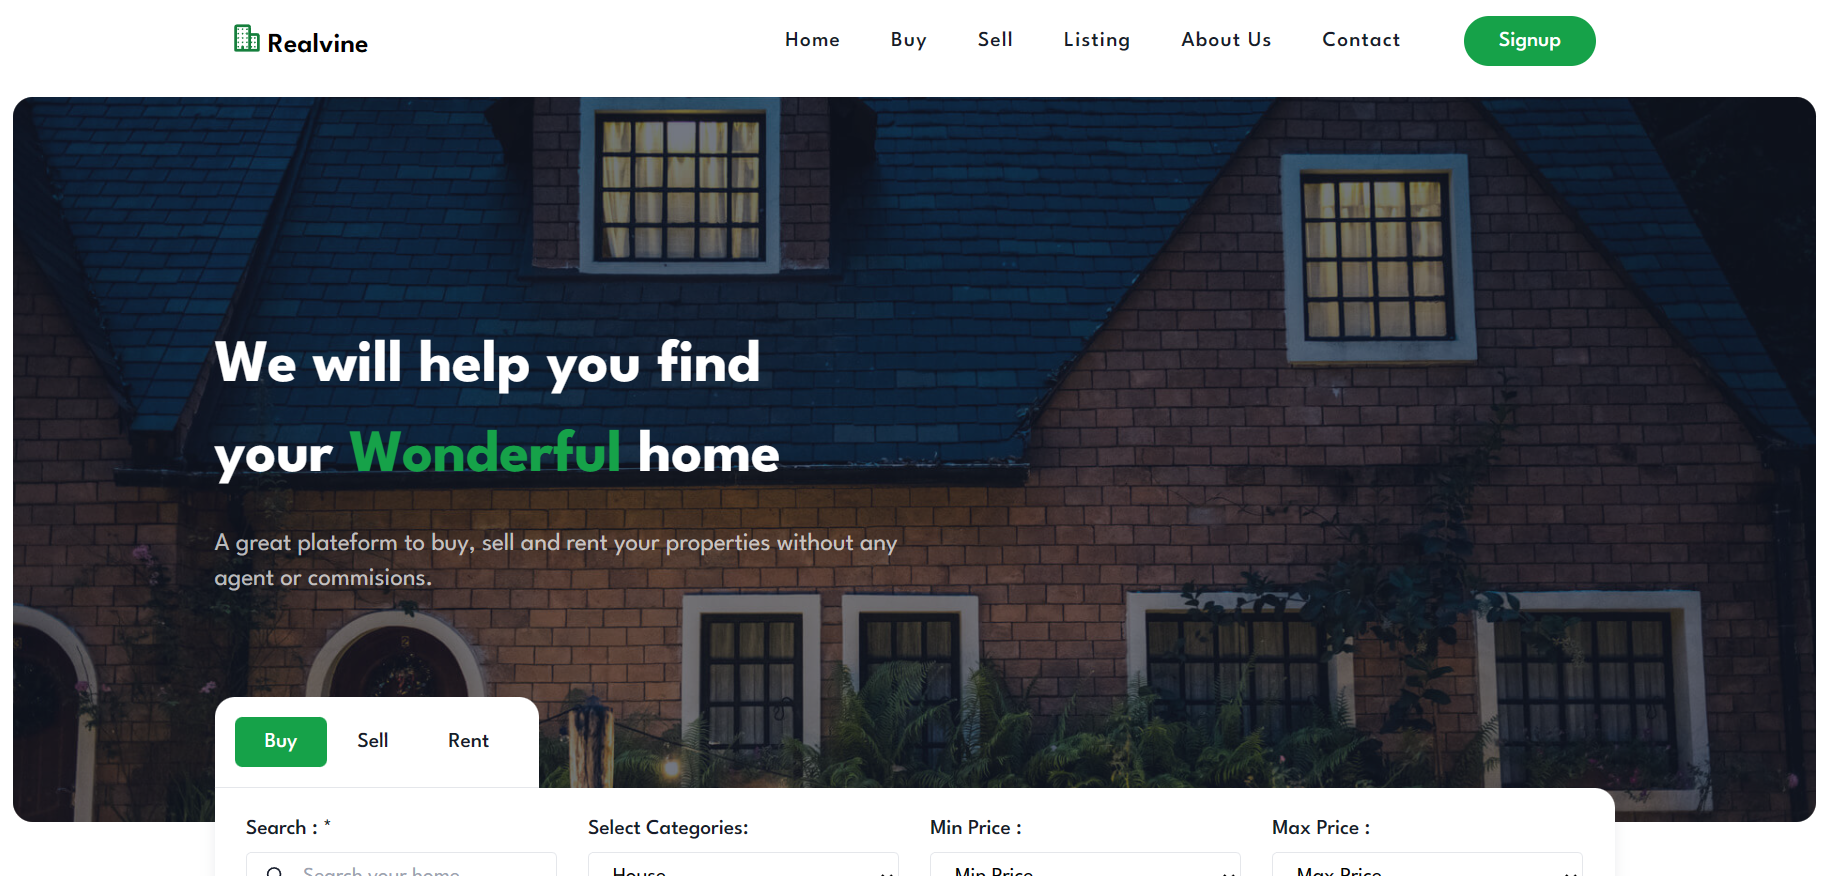 Realvine
Home Buy Sell Listing About Us Contact Signup
We will help you find
your Wonderful home
A great plateform to buy, sell and rent your properties without any
agent or commisions.
Buy Sell Rent
Search : * Select Categories: Min Price : Max Price :
Search your home House Min Price Max Price